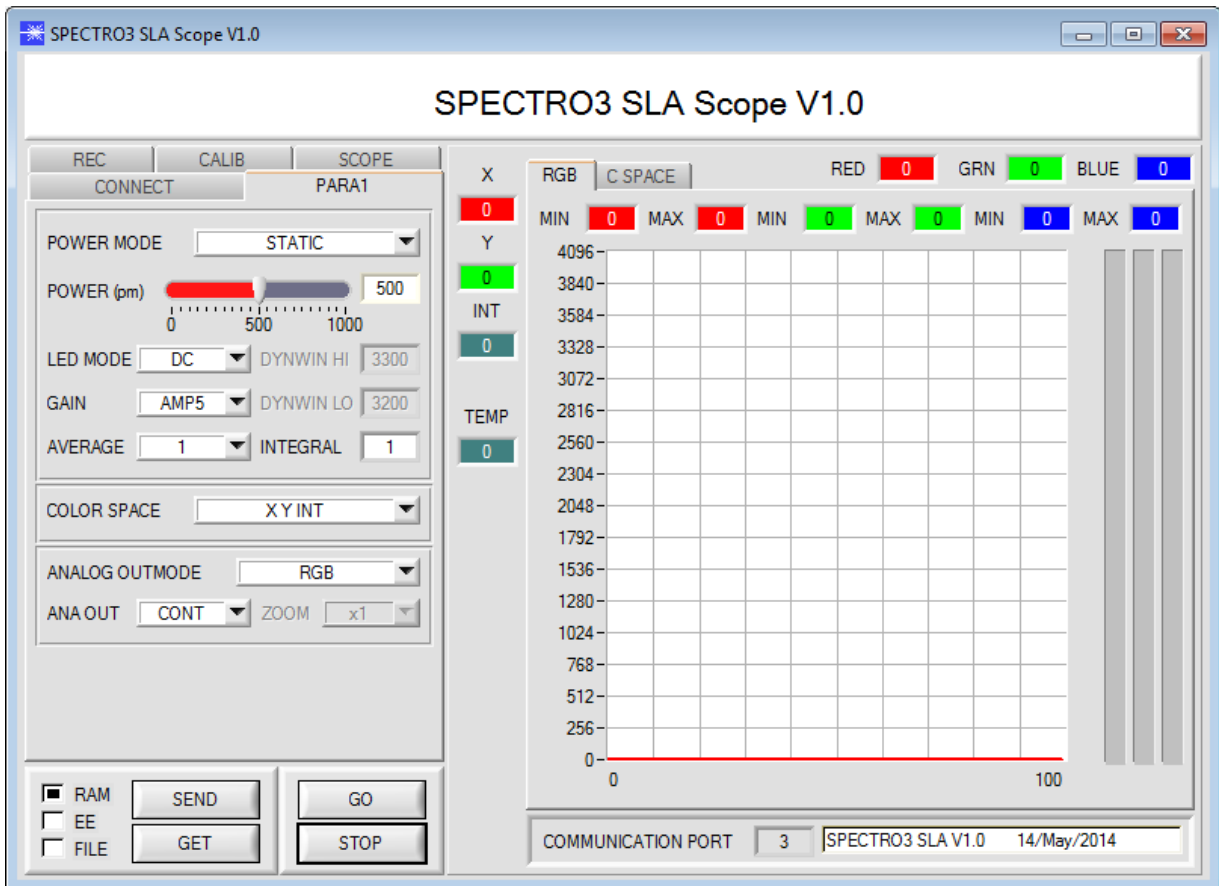 SPECTRO3 SLA Scope V1.0
SPECTRO3 SLA Scope V1.0
REC CALIB SCOPE
CONNECT PARA1
POWER MODE STATIC
POWER (pm) 500
0 500 1000
LED MODE DC DYNWIN HI 3300
GAIN AMP5 DYNWIN LO 3200
AVERAGE 1 INTEGRAL 1
COLOR SPACE X Y INT
ANALOG OUTMODE RGB
ANA OUT CONT ZOOM x1
RAM
EE
FILE
SEND
GET
GO
STOP
X
0
Y
0
INT
0
TEMP
0
RGB C SPACE RED 0 GRN 0 BLUE 0
MIN 0 MAX 0 MIN 0 MAX 0 MIN 0 MAX 0
4096
3840
3584
3328
3072
2816
2560
2304
2048
1792
1536
1280
1024
768
512
256
0
0 100
COMMUNICATION PORT 3 SPECTRO3 SLA V1.0 14/May/2014